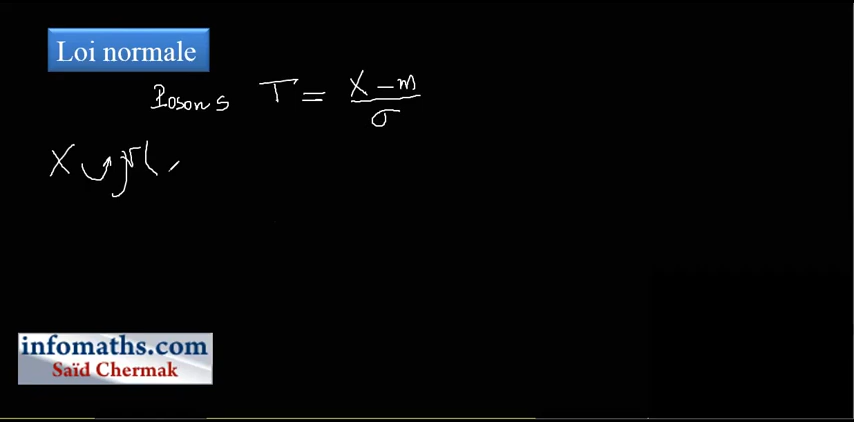 Loi normale
Posons T = (X - m) / σ
X ↪ N(
infomaths.com
Saïd Chermak